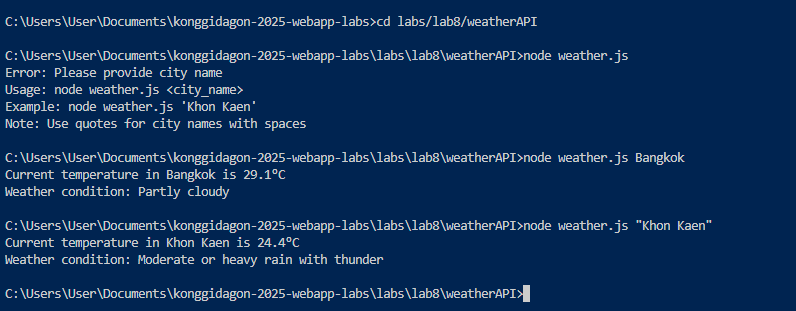 C:\Users\User\Documents\konggidagon-2025-webapp-labs>cd labs/lab8/weatherAPI
C:\Users\User\Documents\konggidagon-2025-webapp-labs\labs\lab8\weatherAPI>node weather.js
Error: Please provide city name
Usage: node weather.js <city_name>
Example: node weather.js 'Khon Kaen'
Note: Use quotes for city names with spaces
C:\Users\User\Documents\konggidagon-2025-webapp-labs\labs\lab8\weatherAPI>node weather.js Bangkok
Current temperature in Bangkok is 29.1°C
Weather condition: Partly cloudy
C:\Users\User\Documents\konggidagon-2025-webapp-labs\labs\lab8\weatherAPI>node weather.js "Khon Kaen"
Current temperature in Khon Kaen is 24.4°C
Weather condition: Moderate or heavy rain with thunder
C:\Users\User\Documents\konggidagon-2025-webapp-labs\labs\lab8\weatherAPI>